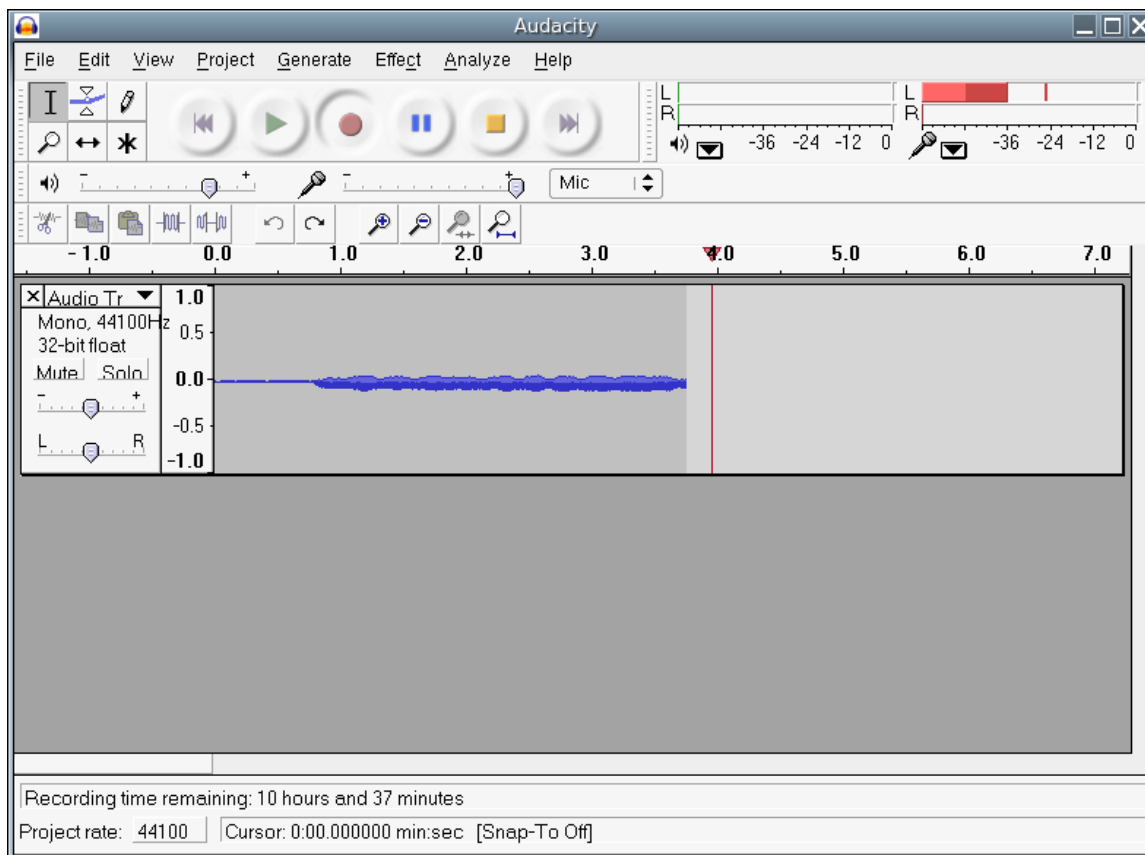 Audacity
File Edit View Project Generate Effect Analyze Help
L
R
-36 -24 -12 0
L
R
-36 -24 -12 0
- + - + Mic
-1.0 0.0 1.0 2.0 3.0 4.0 5.0 6.0 7.0
Audio Tr
Mono, 44100Hz
32-bit float
Mute Solo
- +
L R
1.0
0.5
0.0
-0.5
-1.0
Recording time remaining: 10 hours and 37 minutes
Project rate: 44100 Cursor: 0:00.000000 min:sec [Snap-To Off]